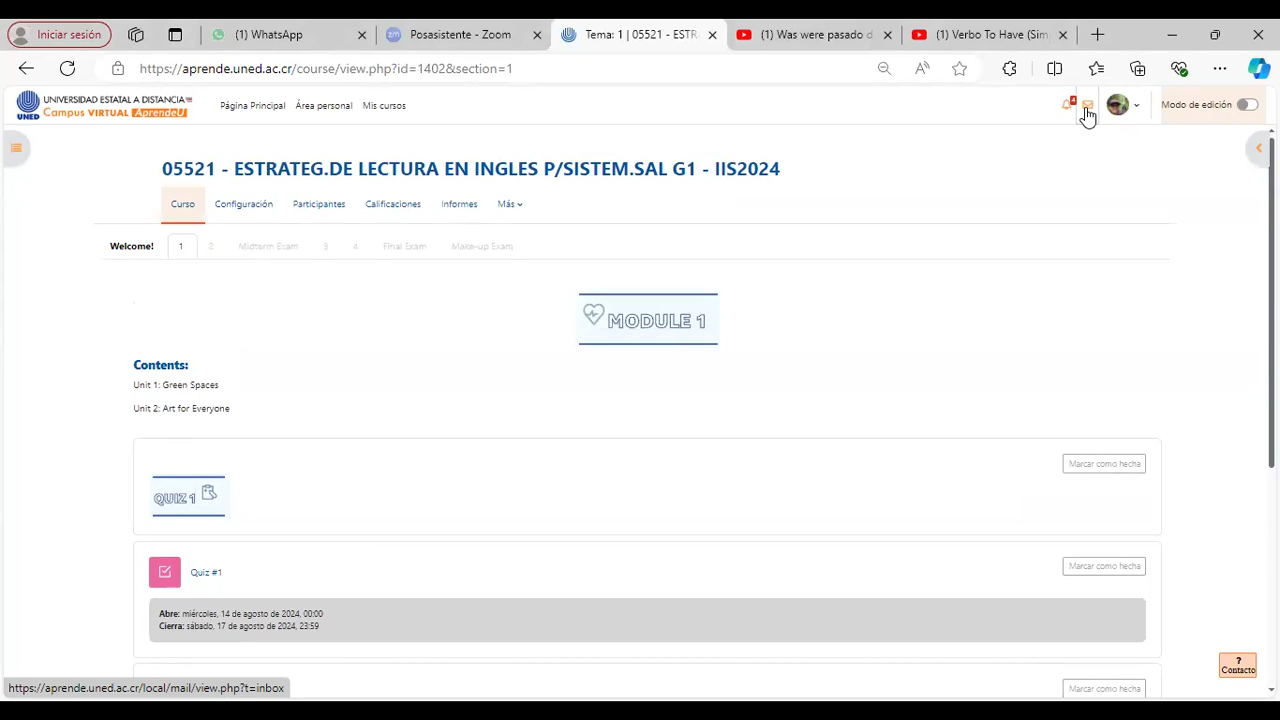 Iniciar sesión
(1) WhatsApp
Posasistente - Zoom
Tema: 1 | 05521 - ESTR
(1) Was were pasado d
(1) Verbo To Have (Sim
https://aprende.uned.ac.cr/course/view.php?id=1402&section=1
UNED
UNIVERSIDAD ESTATAL A DISTANCIA
Campus VIRTUAL AprendeU
Página Principal
Área personal
Mis cursos
4
Modo de edición
05521 - ESTRATEG.DE LECTURA EN INGLES P/SISTEM.SAL G1 - IIS2024
Curso
Configuración
Participantes
Calificaciones
Informes
Más
Welcome!
1
2
Midterm Exam
3
4
Final Exam
Make-up Exam
MODULE 1
Contents:
Unit 1: Green Spaces
Unit 2: Art for Everyone
Marcar como hecha
QUIZ 1
Quiz #1
Marcar como hecha
Abre: miércoles, 14 de agosto de 2024, 00:00
Cierra: sábado, 17 de agosto de 2024, 23:59
?
Contacto
Marcar como hecha
https://aprende.uned.ac.cr/local/mail/view.php?t=inbox